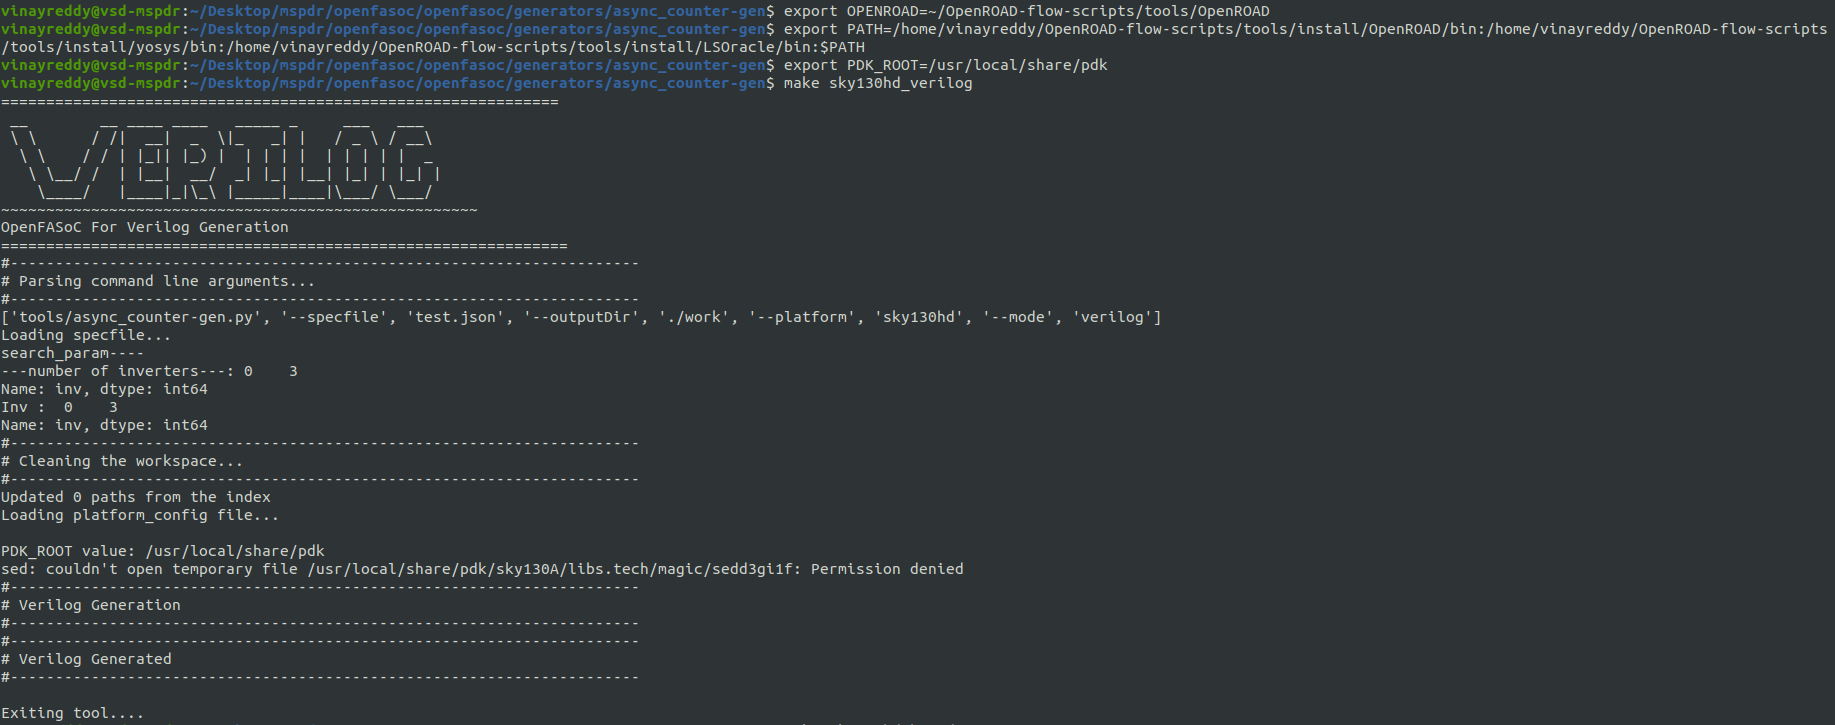 vinayreddy@vsd-mspdr:~/Desktop/mspdr/openfasoc/openfasoc/generators/async_counter-gen$ export OPENROAD=~/OpenROAD-flow-scripts/tools/OpenROAD
vinayreddy@vsd-mspdr:~/Desktop/mspdr/openfasoc/openfasoc/generators/async_counter-gen$ export PATH=/home/vinayreddy/OpenROAD-flow-scripts/tools/install/OpenROAD/bin:/home/vinayreddy/OpenROAD-flow-scripts
/tools/install/yosys/bin:/home/vinayreddy/OpenROAD-flow-scripts/tools/install/LSOracle/bin:$PATH
vinayreddy@vsd-mspdr:~/Desktop/mspdr/openfasoc/openfasoc/generators/async_counter-gen$ export PDK_ROOT=/usr/local/share/pdk
vinayreddy@vsd-mspdr:~/Desktop/mspdr/openfasoc/openfasoc/generators/async_counter-gen$ make sky130hd_verilog
==============================================================
VERILOG
~~~~~~~~~~~~~~~~~~~~~~~~~~~~~~~~~~~~~~~~~~~~~~~~~~~~~
OpenFASoC For Verilog Generation
===============================================================
#----------------------------------------------------------------------
# Parsing command line arguments...
#----------------------------------------------------------------------
['tools/async_counter-gen.py', '--specfile', 'test.json', '--outputDir', './work', '--platform', 'sky130hd', '--mode', 'verilog']
Loading specfile...
search_param----
---number of inverters---: 0    3
Name: inv, dtype: int64
Inv :  0    3
Name: inv, dtype: int64
#----------------------------------------------------------------------
# Cleaning the workspace...
#----------------------------------------------------------------------
Updated 0 paths from the index
Loading platform_config file...
PDK_ROOT value: /usr/local/share/pdk
sed: couldn't open temporary file /usr/local/share/pdk/sky130A/libs.tech/magic/sedd3gi1f: Permission denied
#----------------------------------------------------------------------
# Verilog Generation
#----------------------------------------------------------------------
#----------------------------------------------------------------------
# Verilog Generated
#----------------------------------------------------------------------
Exiting tool....